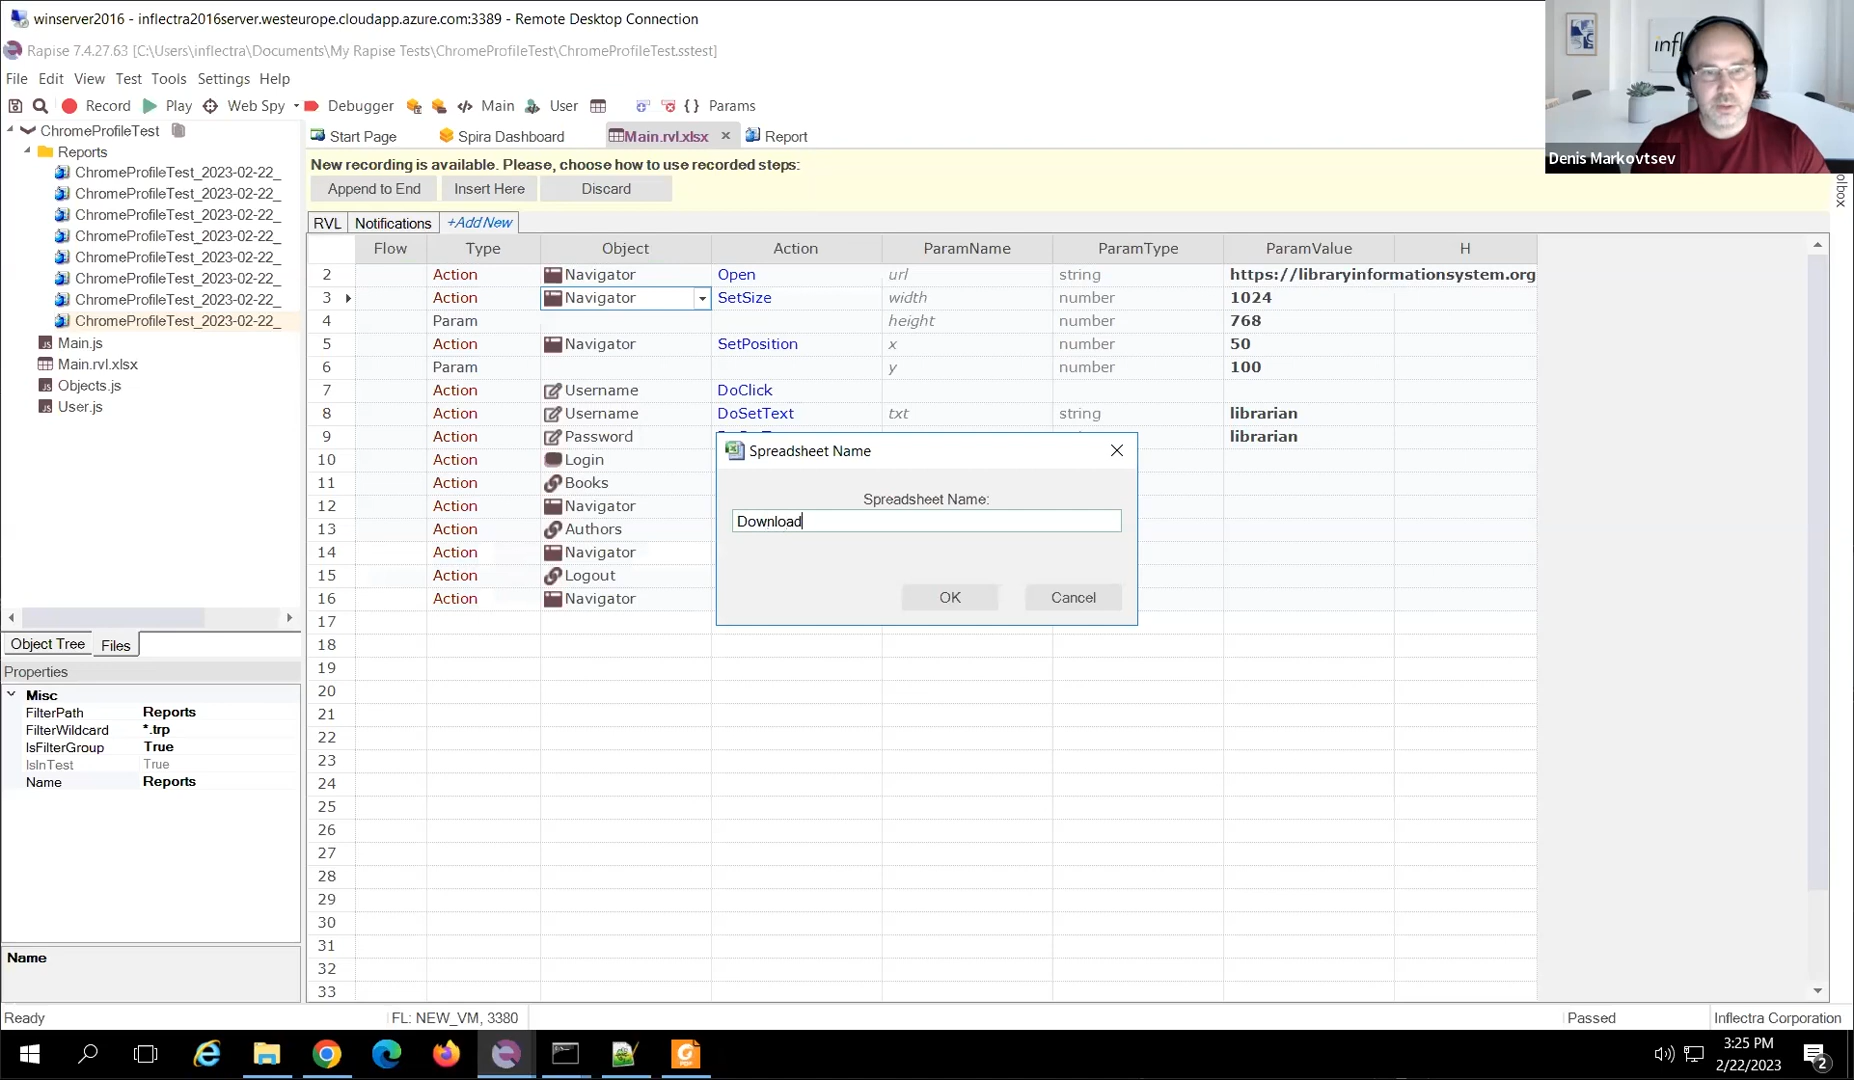 winserver2016 - inflectra2016server.westeurope.cloudapp.azure.com:3389 - Remote Desktop Connection
Rapise 7.4.27.63 [C:\Users\inflectra\Documents\My Rapise Tests\ChromeProfileTest\ChromeProfileTest.sstest]
File Edit View Test Tools Settings Help
Record Play Web Spy Debugger Main User { } Params
ChromeProfileTest
Reports
ChromeProfileTest_2023-02-22_
ChromeProfileTest_2023-02-22_
ChromeProfileTest_2023-02-22_
ChromeProfileTest_2023-02-22_
ChromeProfileTest_2023-02-22_
ChromeProfileTest_2023-02-22_
ChromeProfileTest_2023-02-22_
ChromeProfileTest_2023-02-22_
Main.js
Main.rvl.xlsx
Objects.js
User.js
Object Tree Files
Properties
Misc
FilterPath Reports
FilterWildcard *.trp
IsFilterGroup True
IsInTest True
Name Reports
Name
Start Page Spira Dashboard Main.rvl.xlsx Report
New recording is available. Please, choose how to use recorded steps:
Append to End Insert Here Discard
RVL Notifications +Add New
Flow Type Object Action ParamName ParamType ParamValue H
2 Action Navigator Open url string https://libraryinformationsystem.org
3 Action Navigator SetSize width number 1024
4 Param height number 768
5 Action Navigator SetPosition x number 50
6 Param y number 100
7 Action Username DoClick
8 Action Username DoSetText txt string librarian
9 Action Password librarian
10 Action Login
11 Action Books
12 Action Navigator
13 Action Authors
14 Action Navigator
15 Action Logout
16 Action Navigator
17
18
19
20
21
22
23
24
25
26
27
28
29
30
31
32
33
Spreadsheet Name
Spreadsheet Name:
Download
OK Cancel
infl
Denis Markovtsev
olbox
Ready FL: NEW_VM, 3380 Passed Inflectra Corporation
3:25 PM
2/22/2023
2